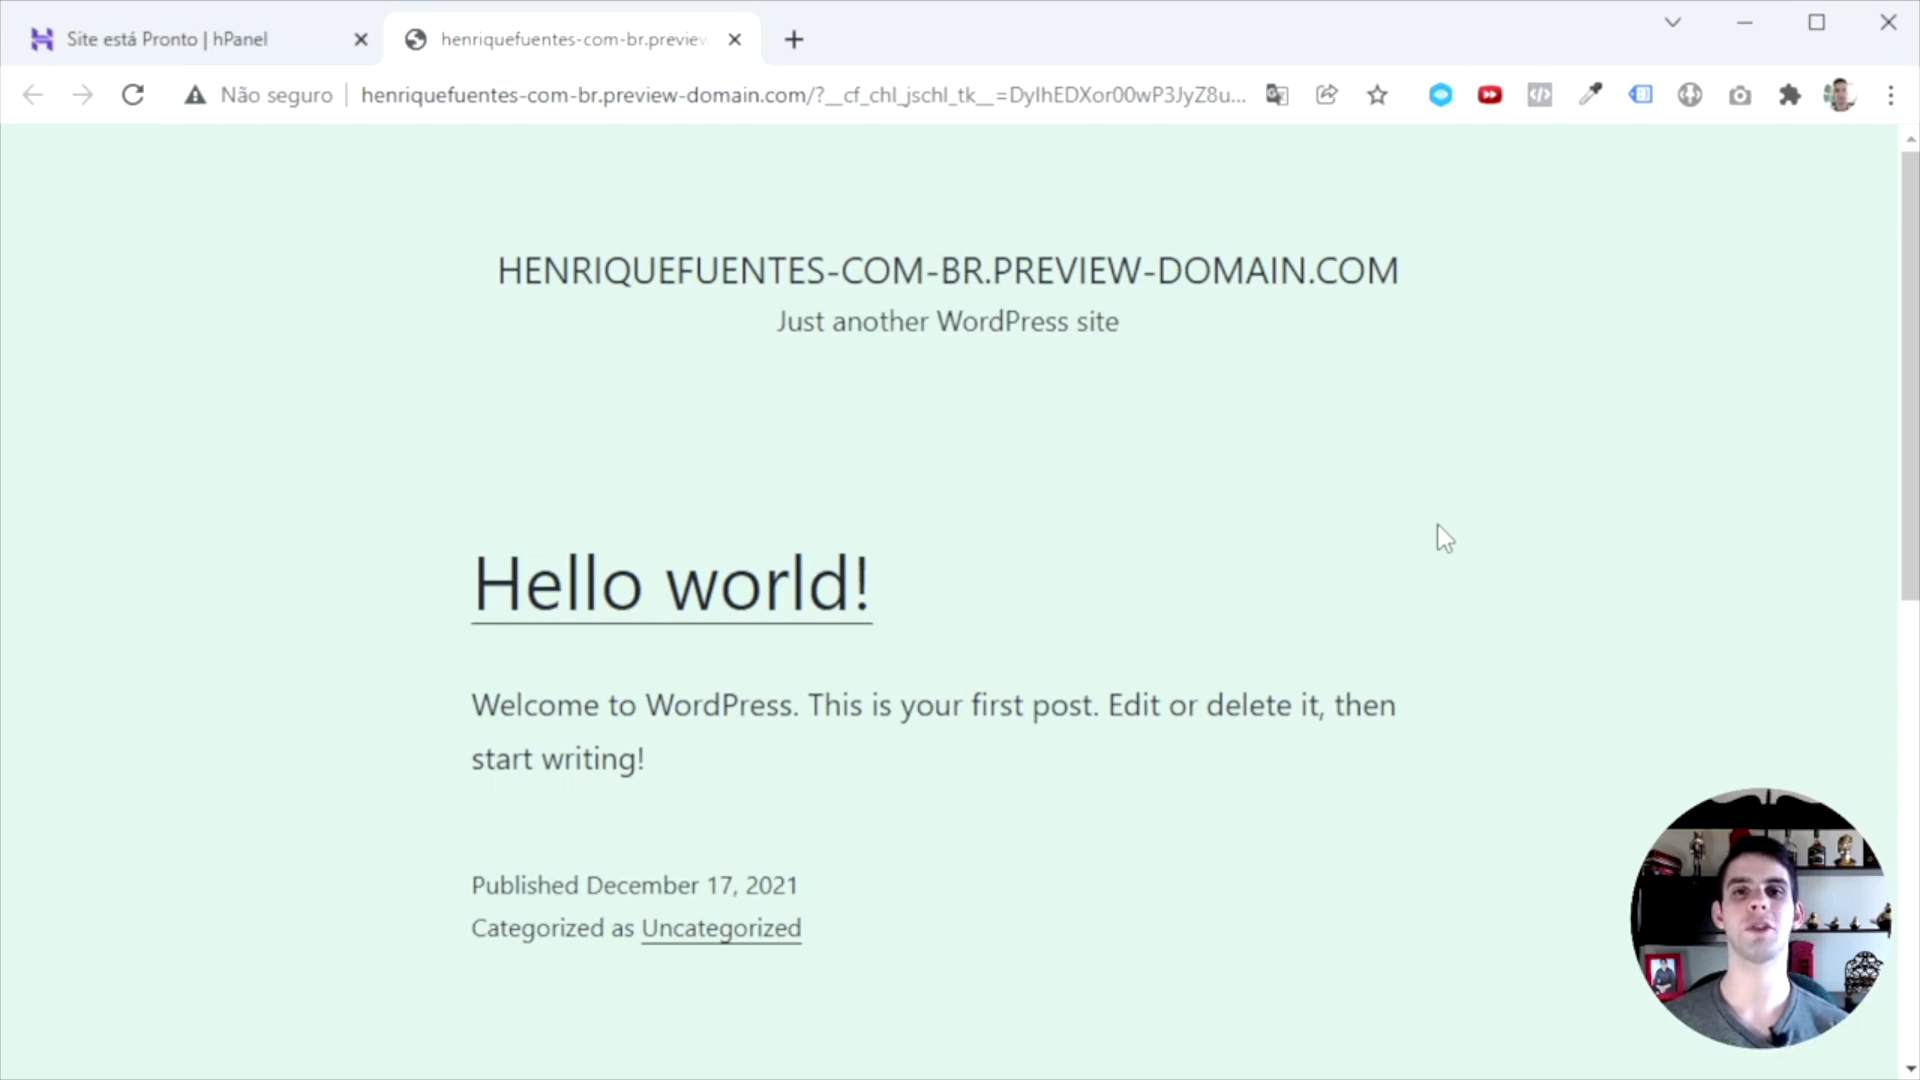 Site está Pronto | hPanel
henriquefuentes-com-br.preview
Não seguro
henriquefuentes-com-br.preview-domain.com/?__cf_chl_jschl_tk__=DyIhEDXor00wP3JyZ8u...
HENRIQUEFUENTES-COM-BR.PREVIEW-DOMAIN.COM
Just another WordPress site
Hello world!
Welcome to WordPress. This is your first post. Edit or delete it, then
start writing!
Published December 17, 2021
Categorized as Uncategorized